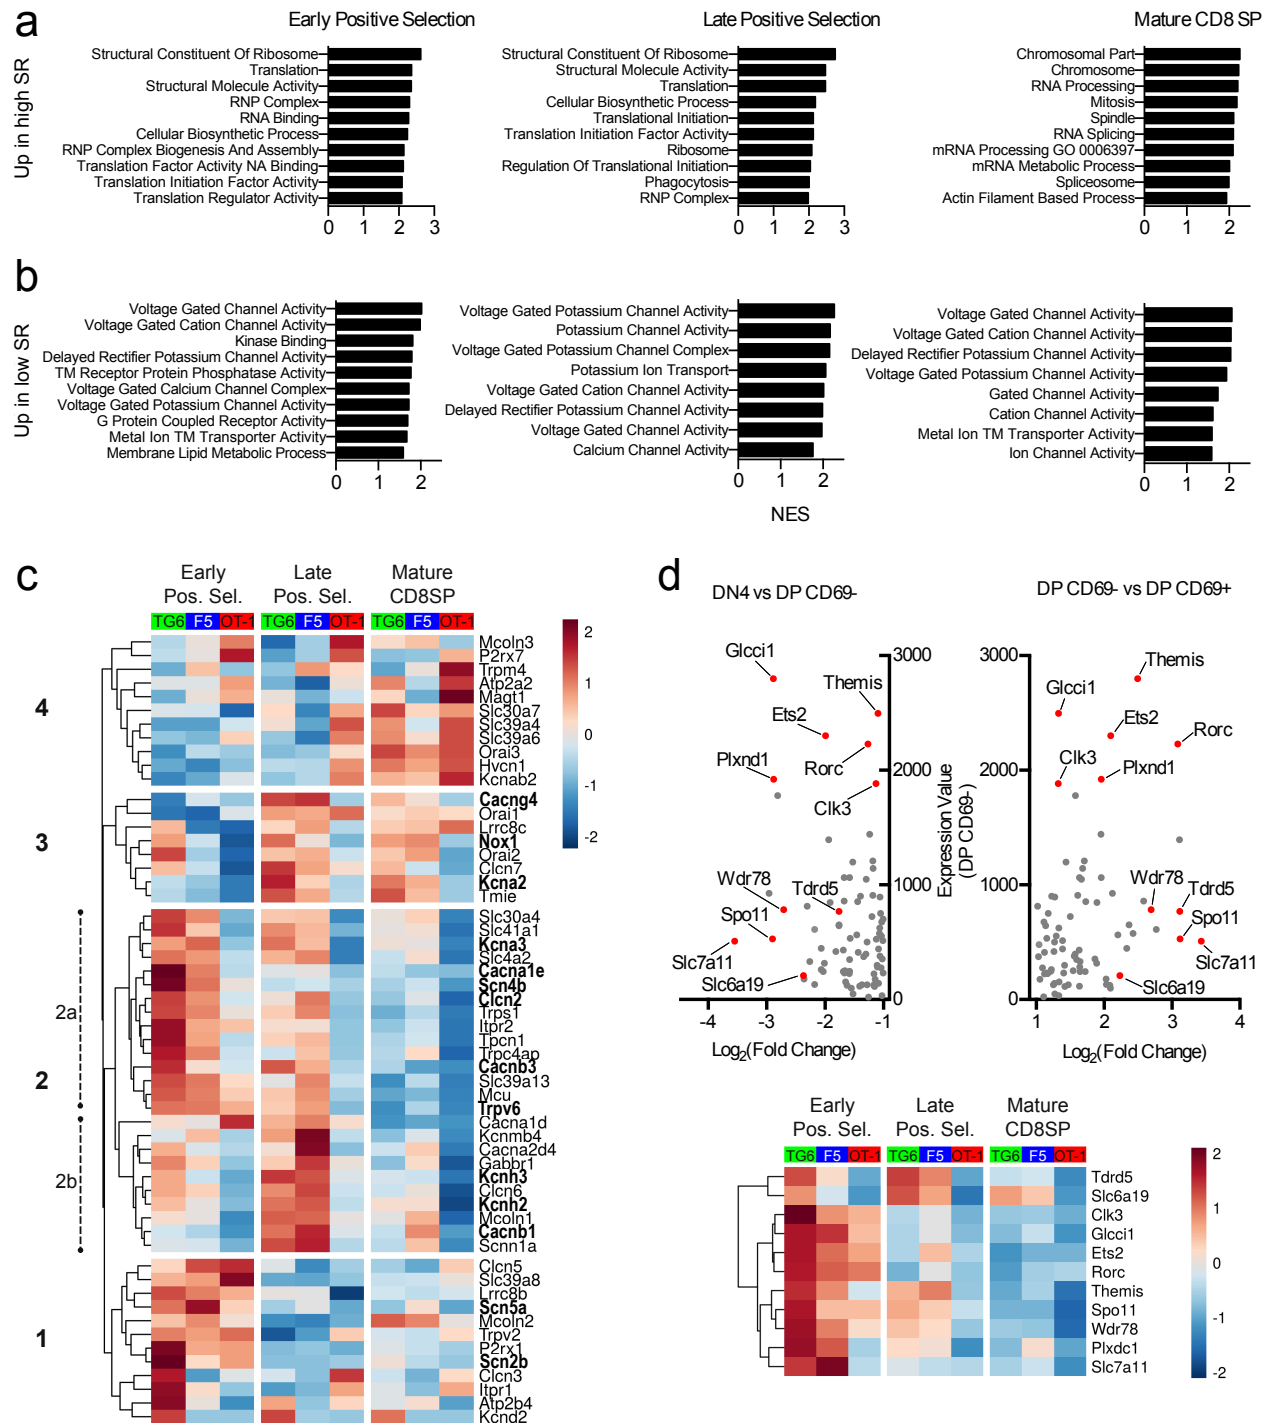 a
Early Positive Selection
Late Positive Selection
Mature CD8 SP
Up in high SR
Structural Constituent Of Ribosome
Translation
Structural Molecule Activity
RNP Complex
RNA Binding
Cellular Biosynthetic Process
RNP Complex Biogenesis And Assembly
Translation Factor Activity NA Binding
Translation Initiation Factor Activity
Translation Regulator Activity
0 1 2 3
Structural Constituent Of Ribosome
Structural Molecule Activity
Translation
Cellular Biosynthetic Process
Translational Initiation
Translation Initiation Factor Activity
Ribosome
Regulation Of Translational Initiation
Phagocytosis
RNP Complex
0 1 2 3
Chromosomal Part
Chromosome
RNA Processing
Mitosis
Spindle
RNA Splicing
mRNA Processing GO 0006397
mRNA Metabolic Process
Spliceosome
Actin Filament Based Process
0 1 2
b
Up in low SR
Voltage Gated Channel Activity
Voltage Gated Cation Channel Activity
Kinase Binding
Delayed Rectifier Potassium Channel Activity
TM Receptor Protein Phosphatase Activity
Voltage Gated Calcium Channel Complex
Voltage Gated Potassium Channel Activity
G Protein Coupled Receptor Activity
Metal Ion TM Transporter Activity
Membrane Lipid Metabolic Process
0 1 2
Voltage Gated Potassium Channel Activity
Potassium Channel Activity
Voltage Gated Potassium Channel Complex
Potassium Ion Transport
Voltage Gated Cation Channel Activity
Delayed Rectifier Potassium Channel Activity
Voltage Gated Channel Activity
Calcium Channel Activity
0 1 2
NES
Voltage Gated Channel Activity
Voltage Gated Cation Channel Activity
Delayed Rectifier Potassium Channel Activity
Voltage Gated Potassium Channel Activity
Gated Channel Activity
Cation Channel Activity
Metal Ion TM Transporter Activity
Ion Channel Activity
0 1 2
c
Early Pos. Sel.
Late Pos. Sel.
Mature CD8SP
TG6 F5 OT-1 TG6 F5 OT-1 TG6 F5 OT-1
4
Mcoln3
P2rx7
Trpm4
Atp2a2
Magt1
Slc30a7
Slc39a4
Slc39a6
Orai3
Hvcn1
Kcnab2
3
Cacng4
Orai1
Lrrc8c
Nox1
Orai2
Clcn7
Kcna2
Tmie
2a
2
2b
Slc30a4
Slc41a1
Kcna3
Slc4a2
Cacna1e
Scn4b
Clcn2
Trps1
Itpr2
Tpcn1
Trpc4ap
Cacnb3
Slc39a13
Mcu
Trpv6
Cacna1d
Kcnmb4
Cacna2d4
Gabbr1
Kcnh3
Clcn6
Kcnh2
Mcoln1
Cacnb1
Scnn1a
1
Clcn5
Slc39a8
Lrrc8b
Scn5a
Mcoln2
Trpv2
P2rx1
Scn2b
Clcn3
Itpr1
Atp2b4
Kcnd2
2
1
0
-1
-2
d
DN4 vs DP CD69-
Glcci1
Themis
Ets2
Plxnd1
Rorc
Clk3
Wdr78
Tdrd5
Spo11
Slc7a11
Slc6a19
3000
2000
1000
0
Expression Value
(DP CD69-)
-4 -3 -2 -1
Log2(Fold Change)
DP CD69- vs DP CD69+
3000
2000
1000
0
Themis
Glcci1
Ets2
Rorc
Clk3
Plxnd1
Wdr78
Tdrd5
Spo11
Slc7a11
Slc6a19
1 2 3 4
Log2(Fold Change)
Early Pos. Sel.
Late Pos. Sel.
Mature CD8SP
TG6 F5 OT-1 TG6 F5 OT-1 TG6 F5 OT-1
Tdrd5
Slc6a19
Clk3
Glcci1
Ets2
Rorc
Themis
Spo11
Wdr78
Plxdc1
Slc7a11
2
1
0
-1
-2